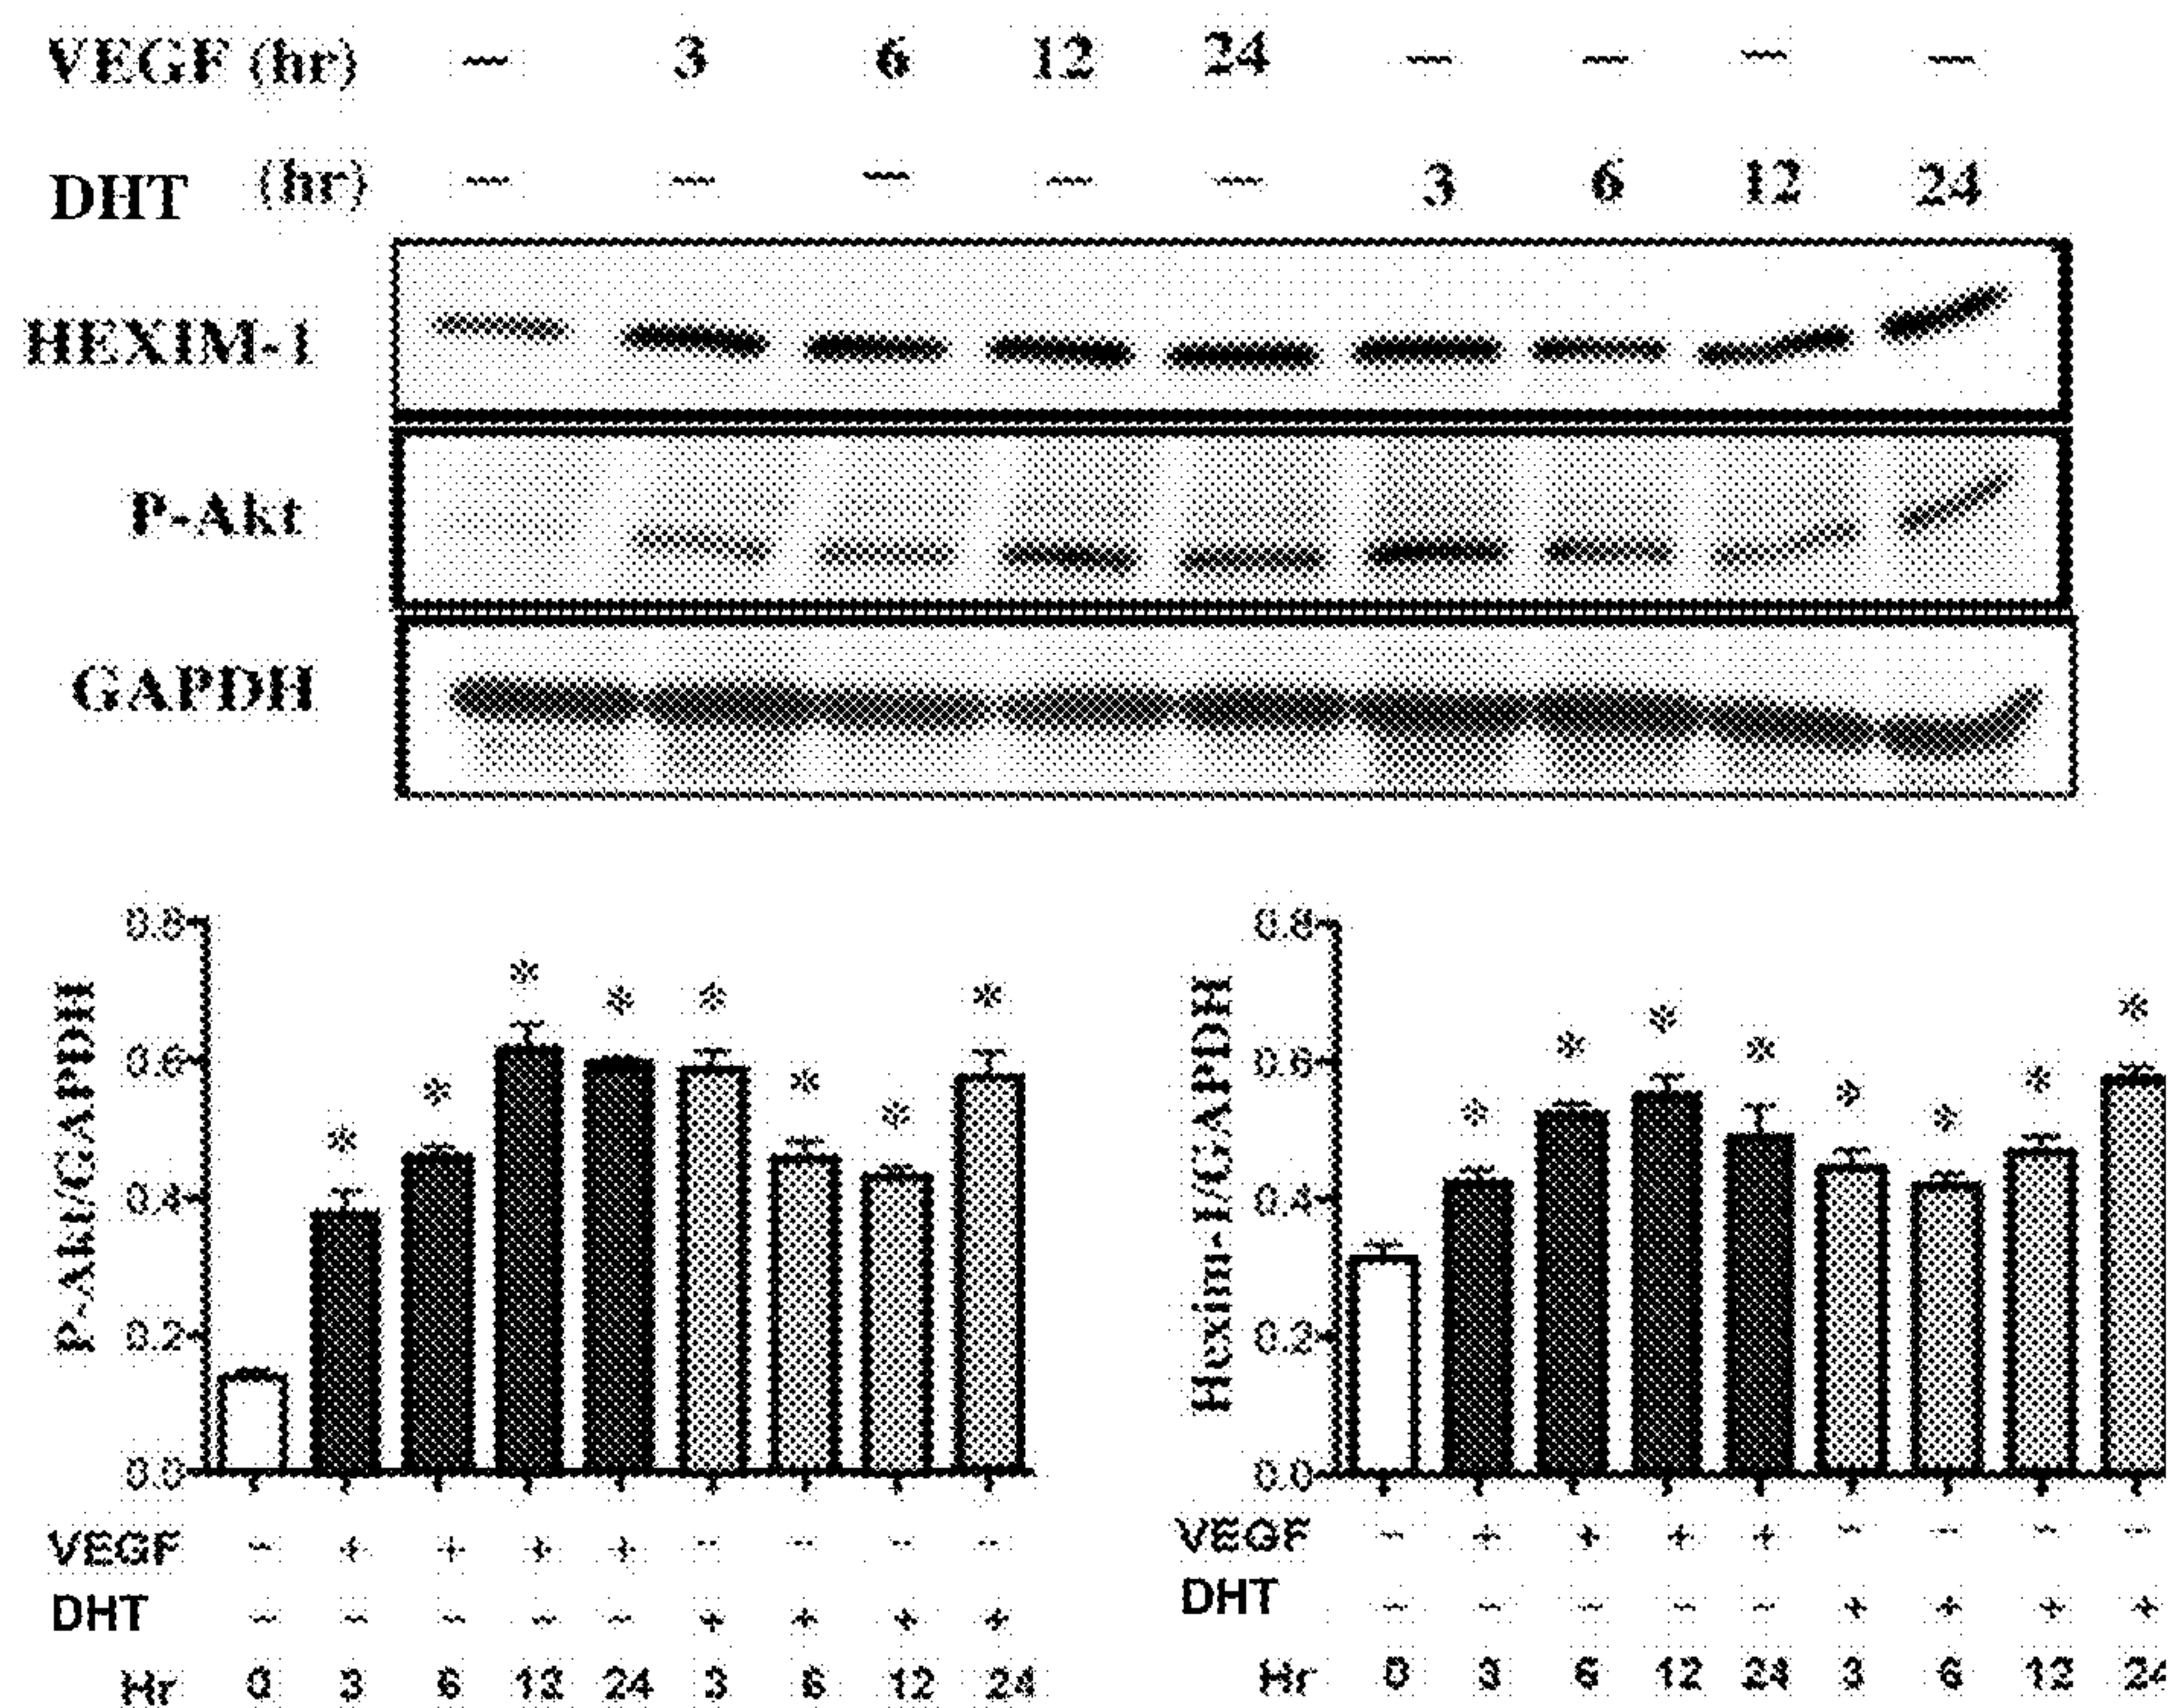 VEGF (hr) – 3 6 12 24 – – – –
DHT (hr) – – – – – 3 6 12 24
HEXIM-1
P-Akt
GAPDH
P-Akt/GAPDH
0.8
0.6
0.4
0.2
0.0
* * * * * * * *
VEGF - + + + + - - - -
DHT - - - - - + + + +
Hr 0 3 6 12 24 3 6 12 24
Hexim-1/GAPDH
0.8
0.6
0.4
0.2
0.0
* * * * * * * *
VEGF - + + + + - - - -
DHT - - - - - + + + +
Hr 0 3 6 12 24 3 6 12 24